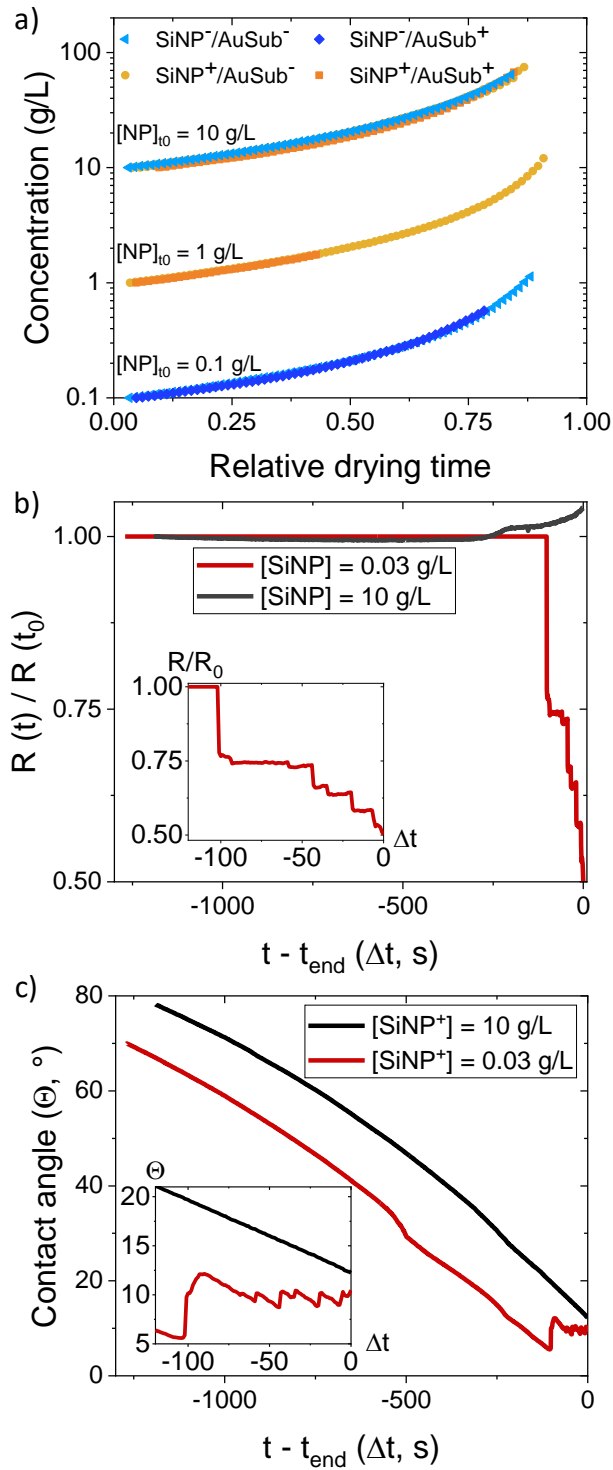 a)
SiNP⁻/AuSub⁻ SiNP⁻/AuSub⁺
SiNP⁺/AuSub⁻ SiNP⁺/AuSub⁺
100
10
1
0.1
Concentration (g/L)
[NP]t0 = 10 g/L
[NP]t0 = 1 g/L
[NP]t0 = 0.1 g/L
0.00 0.25 0.50 0.75 1.00
Relative drying time
b)
1.00
0.75
0.50
R (t) / R (t₀)
[SiNP] = 0.03 g/L
[SiNP] = 10 g/L
R/R₀
1.00
0.75
0.50
-100 -50 0
Δt
-1000 -500 0
t - tend (Δt, s)
c)
80
60
40
20
0
Contact angle (Θ, °)
[SiNP⁺] = 10 g/L
[SiNP⁺] = 0.03 g/L
Θ
20
15
10
5
-100 -50 0
Δt
-1000 -500 0
t - tend (Δt, s)